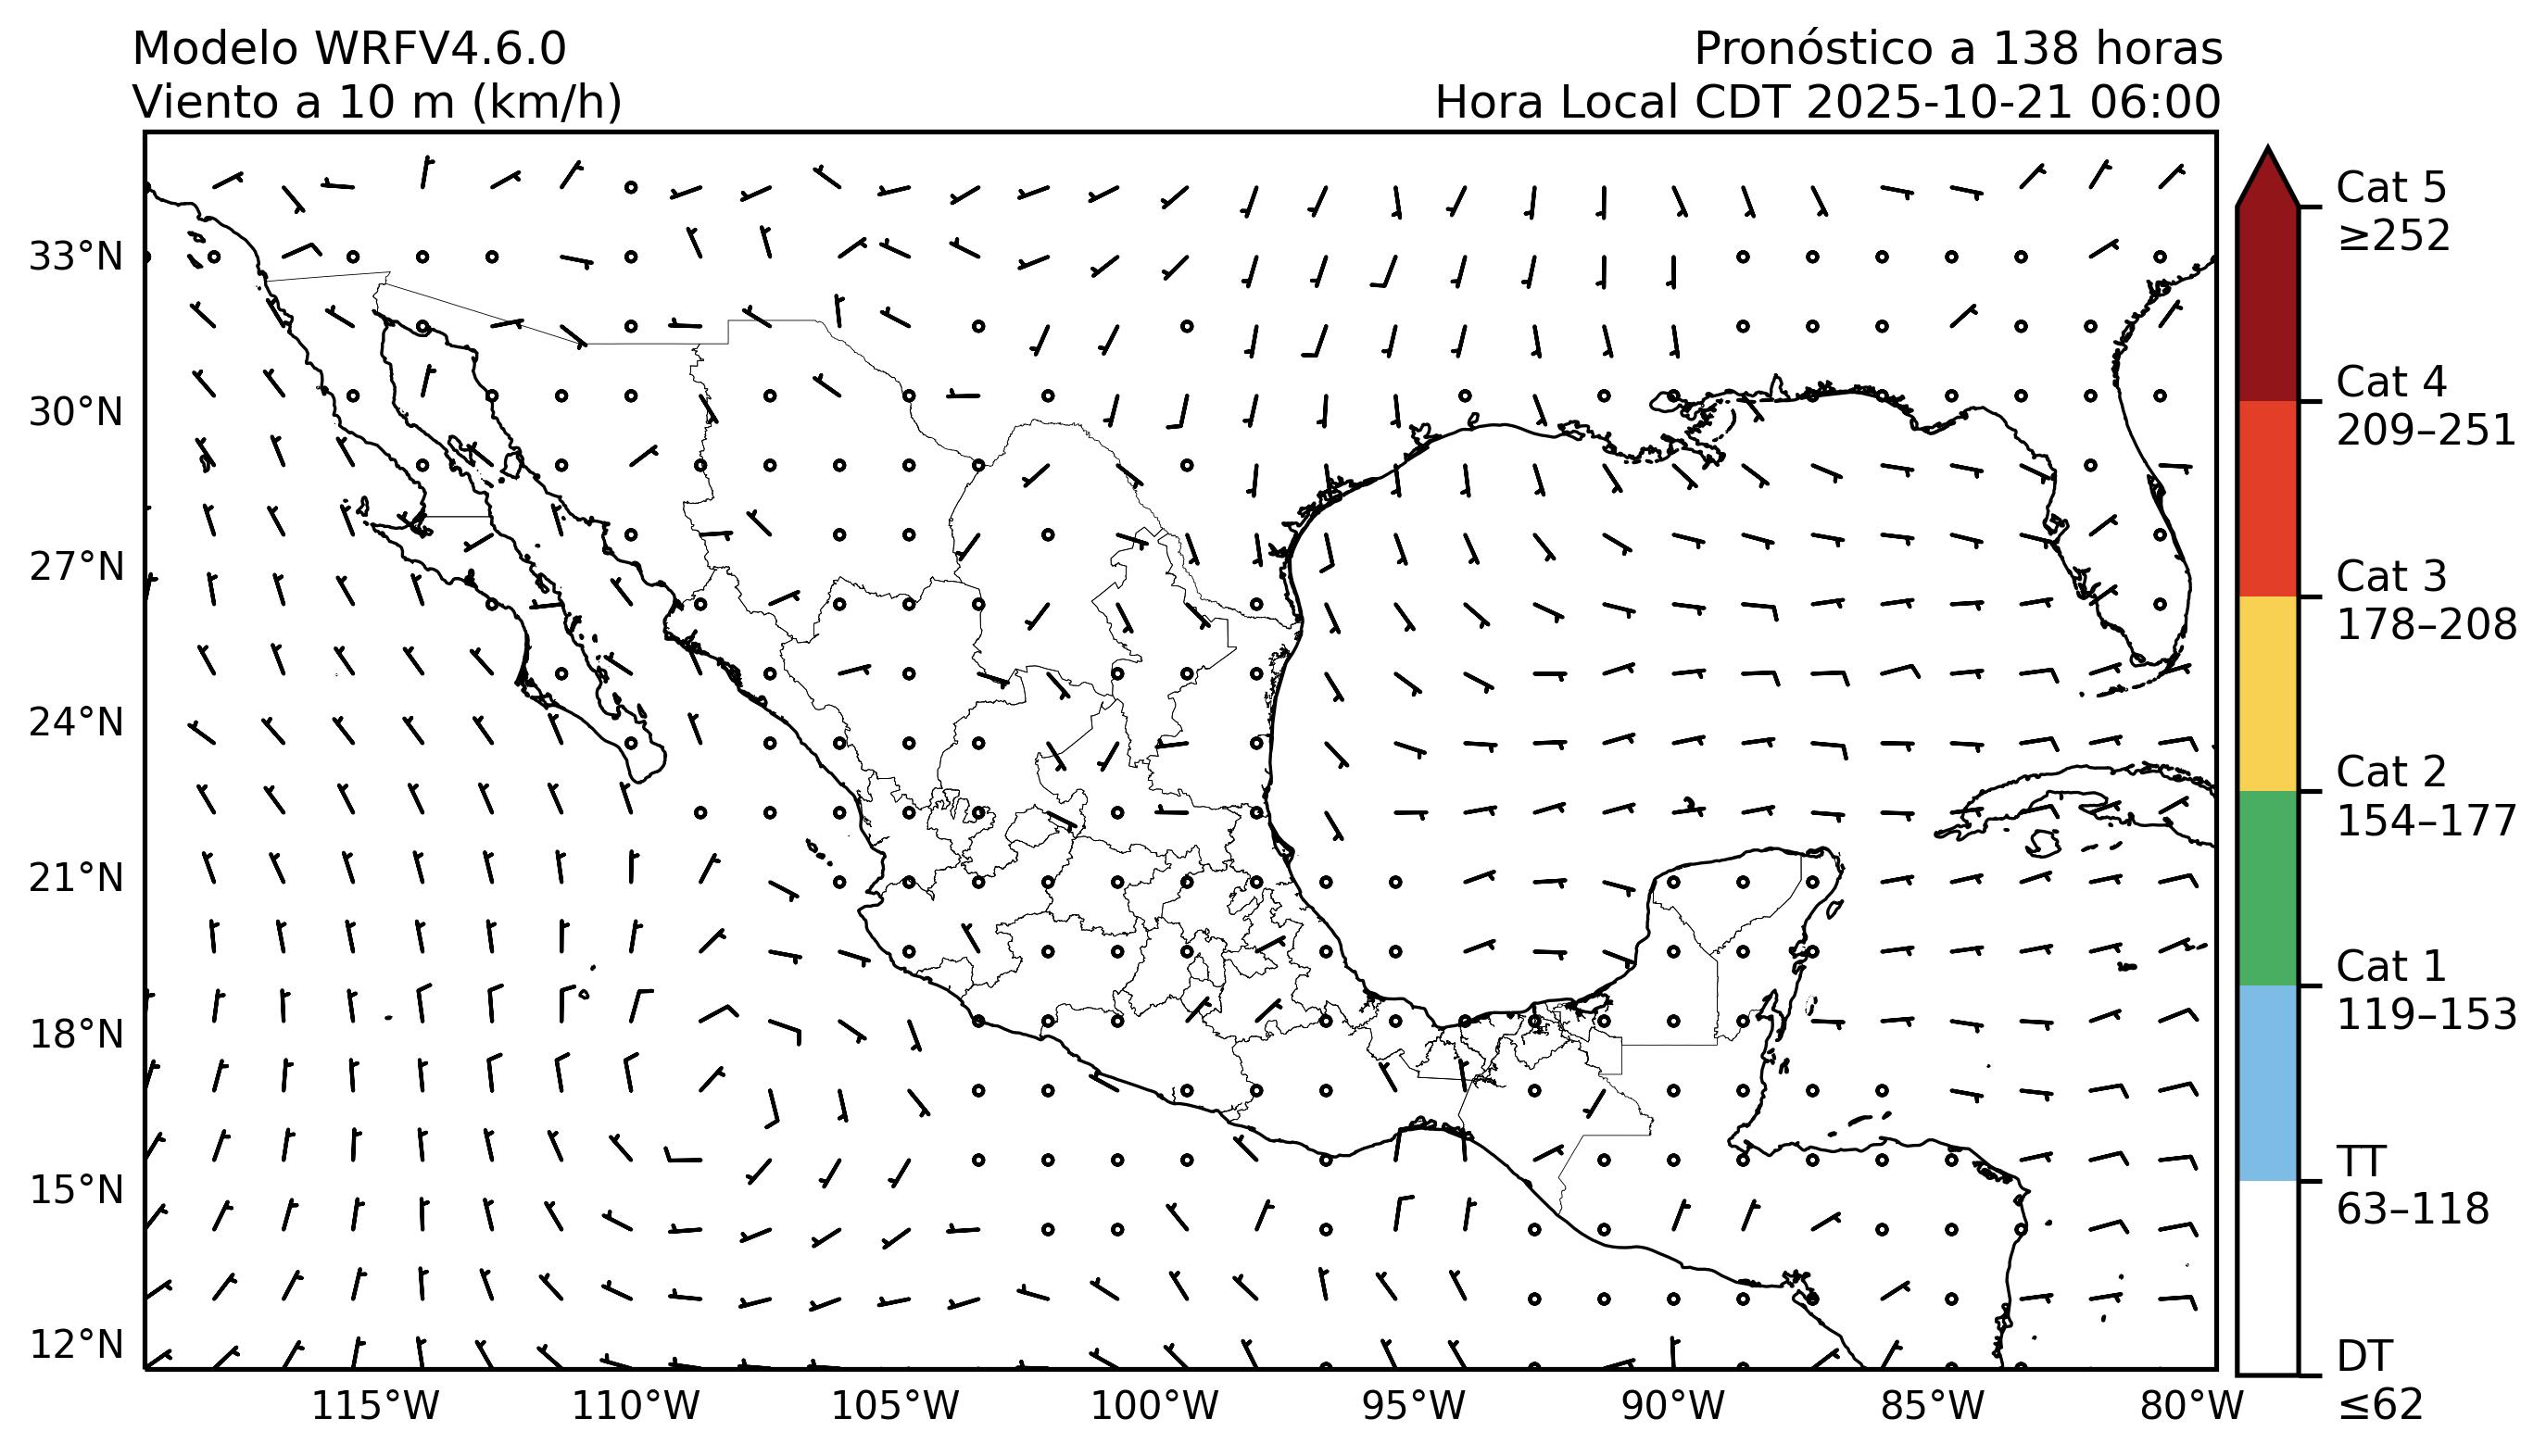 Modelo WRFV4.6.0
Viento a 10 m (km/h)
Pronóstico a 138 horas
Hora Local CDT 2025-10-21 06:00
33°N
30°N
27°N
24°N
21°N
18°N
15°N
12°N
115°W
110°W
105°W
100°W
95°W
90°W
85°W
80°W
Cat 5
≥252
Cat 4
209–251
Cat 3
178–208
Cat 2
154–177
Cat 1
119–153
TT
63–118
DT
≤62